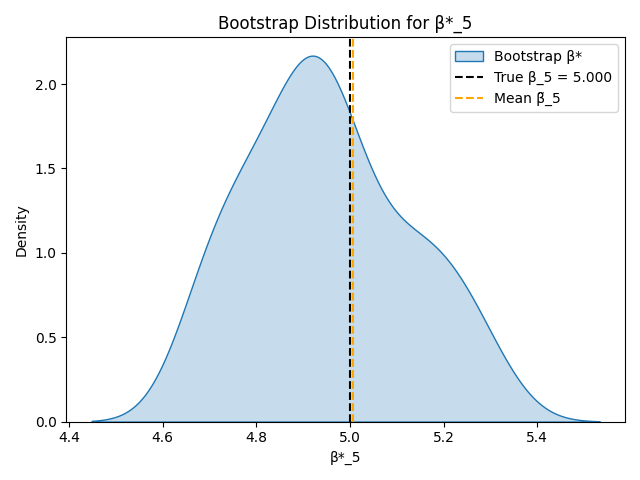 Bootstrap Distribution for β*_5
Bootstrap β*
True β_5 = 5.000
Mean β̂_5
Density
2.0
1.5
1.0
0.5
0.0
4.4 4.6 4.8 5.0 5.2 5.4
β*_5